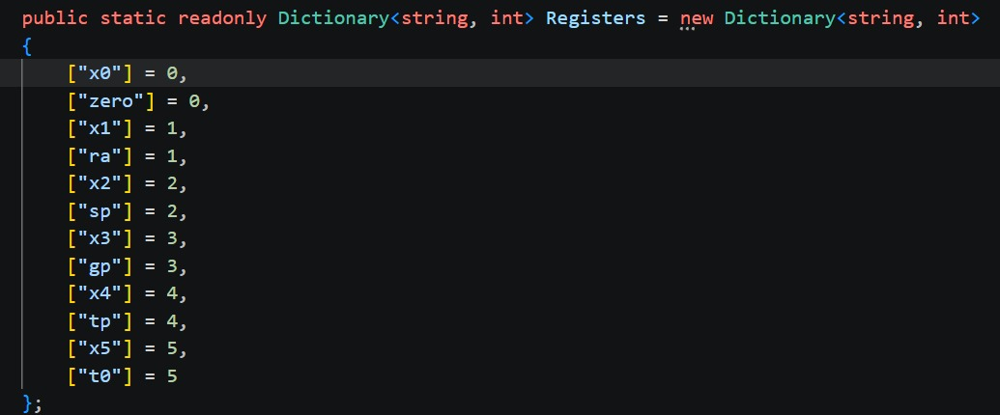 public static readonly Dictionary<string, int> Registers = new Dictionary<string, int>
{
    ["x0"] = 0,
    ["zero"] = 0,
    ["x1"] = 1,
    ["ra"] = 1,
    ["x2"] = 2,
    ["sp"] = 2,
    ["x3"] = 3,
    ["gp"] = 3,
    ["x4"] = 4,
    ["tp"] = 4,
    ["x5"] = 5,
    ["t0"] = 5
};